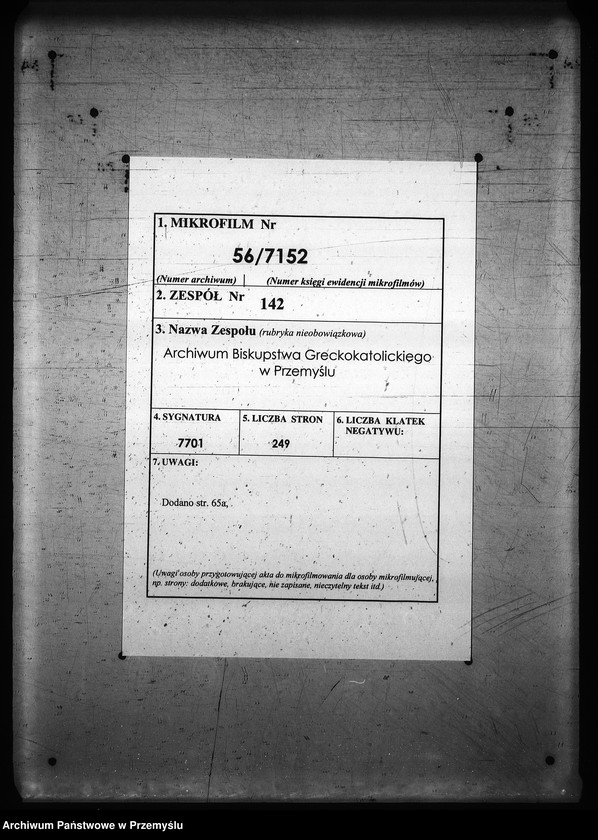 1. MIKROFILM Nr
56/7152
(Numer archiwum) (Numer księgi ewidencji mikrofilmów)
2. ZESPÓŁ Nr 142
3. Nazwa Zespołu (rubryka nieobowiązkowa)
Archiwum Biskupstwa Greckokatolickiego
w Przemyślu
4. SYGNATURA
7701
5. LICZBA STRON
249
6. LICZBA KLATEK
NEGATYWU:
7. UWAGI:
Dodano str. 65a,
(Uwagi osoby przygotowującej akta do mikrofilmowania dla osoby mikrofilmującej,
np. strony: dodatkowe, brakujące, nie zapisane, nieczytelny tekst itd.)
Archiwum Państwowe w Przemyślu